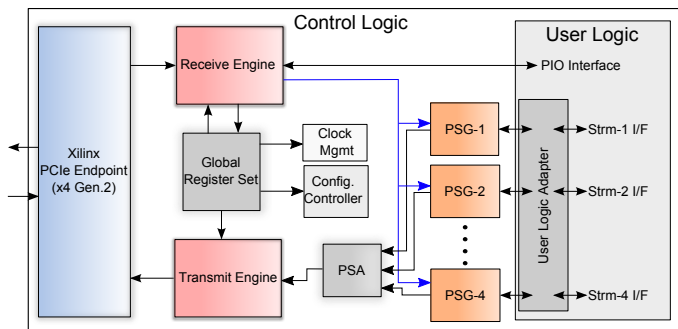 Control Logic
User Logic
Xilinx
PCIe Endpoint
(x4 Gen.2)
Receive Engine
PIO Interface
Global
Register Set
Clock
Mgmt
Config.
Controller
Transmit Engine
PSA
PSG-1
PSG-2
PSG-4
User Logic Adapter
Strm-1 I/F
Strm-2 I/F
Strm-4 I/F